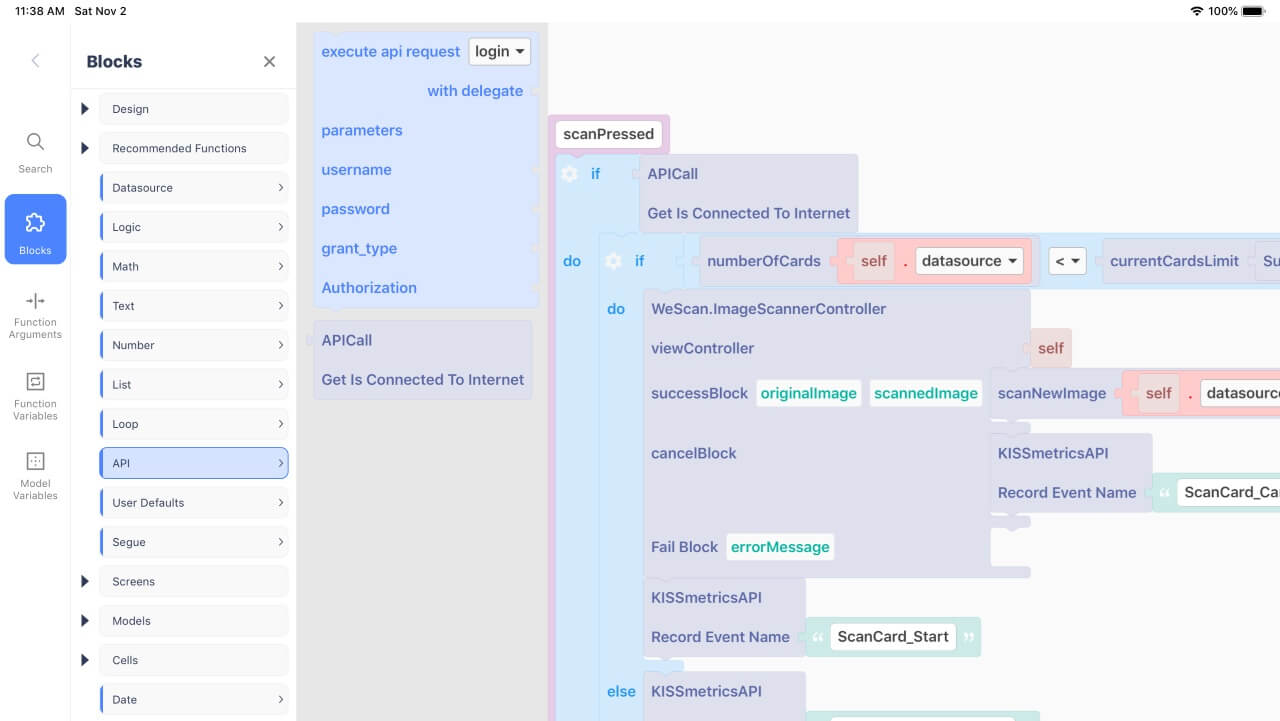 11:38 AM Sat Nov 2
100%
Blocks
Search
Blocks
Function
Arguments
Function
Variables
Model
Variables
Design
Recommended Functions
Datasource
Logic
Math
Text
Number
List
Loop
API
User Defaults
Segue
Screens
Models
Cells
Date
execute api request login
with delegate
parameters
username
password
grant_type
Authorization
APICall
Get Is Connected To Internet
scanPressed
if APICall
Get Is Connected To Internet
do if numberOfCards self . datasource < currentCardsLimit Su
do WeScan.ImageScannerController
viewController self
successBlock originalImage scannedImage scanNewImage self . datasource
cancelBlock KISSmetricsAPI
Record Event Name “ ScanCard_Ca
Fail Block errorMessage
KISSmetricsAPI
Record Event Name “ ScanCard_Start ”
else KISSmetricsAPI